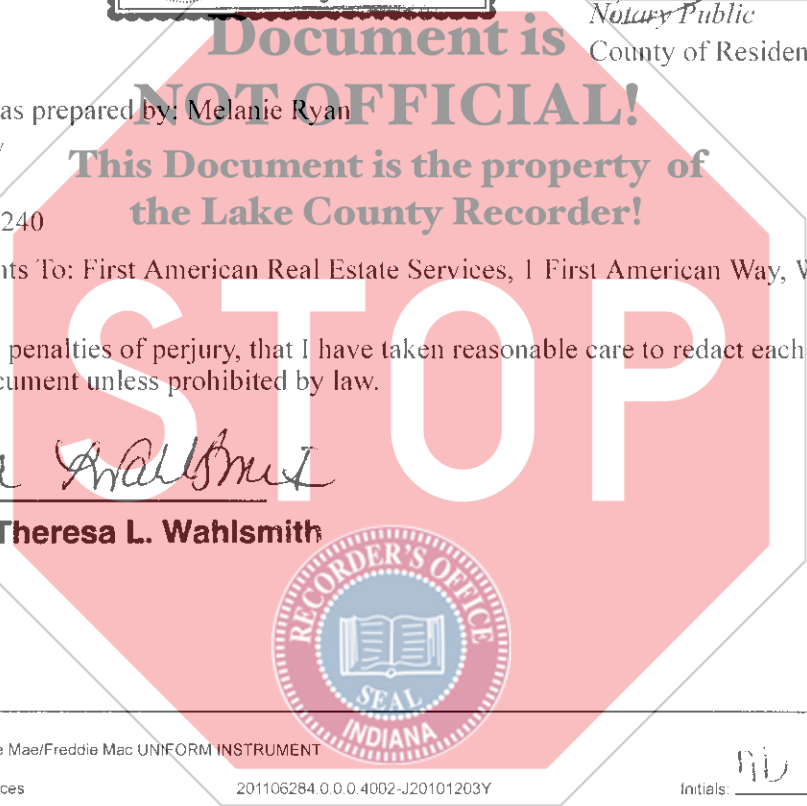 Document is
Notary Public
County of Residen
NOT OFFICIAL!
as prepared by: Melanie Ryan
This Document is the property of
240
the Lake County Recorder!
nts To: First American Real Estate Services, 1 First American Way, W
STOP
penalties of perjury, that I have taken reasonable care to redact each
cument unless prohibited by law.
Wahlsmith
Theresa L. Wahlsmith
RECORDER'S OFFICE
SEAL
INDIANA
e Mae/Freddie Mac UNIFORM INSTRUMENT
ces
201106284.0.0.0.4002-J20101203Y
Initials: